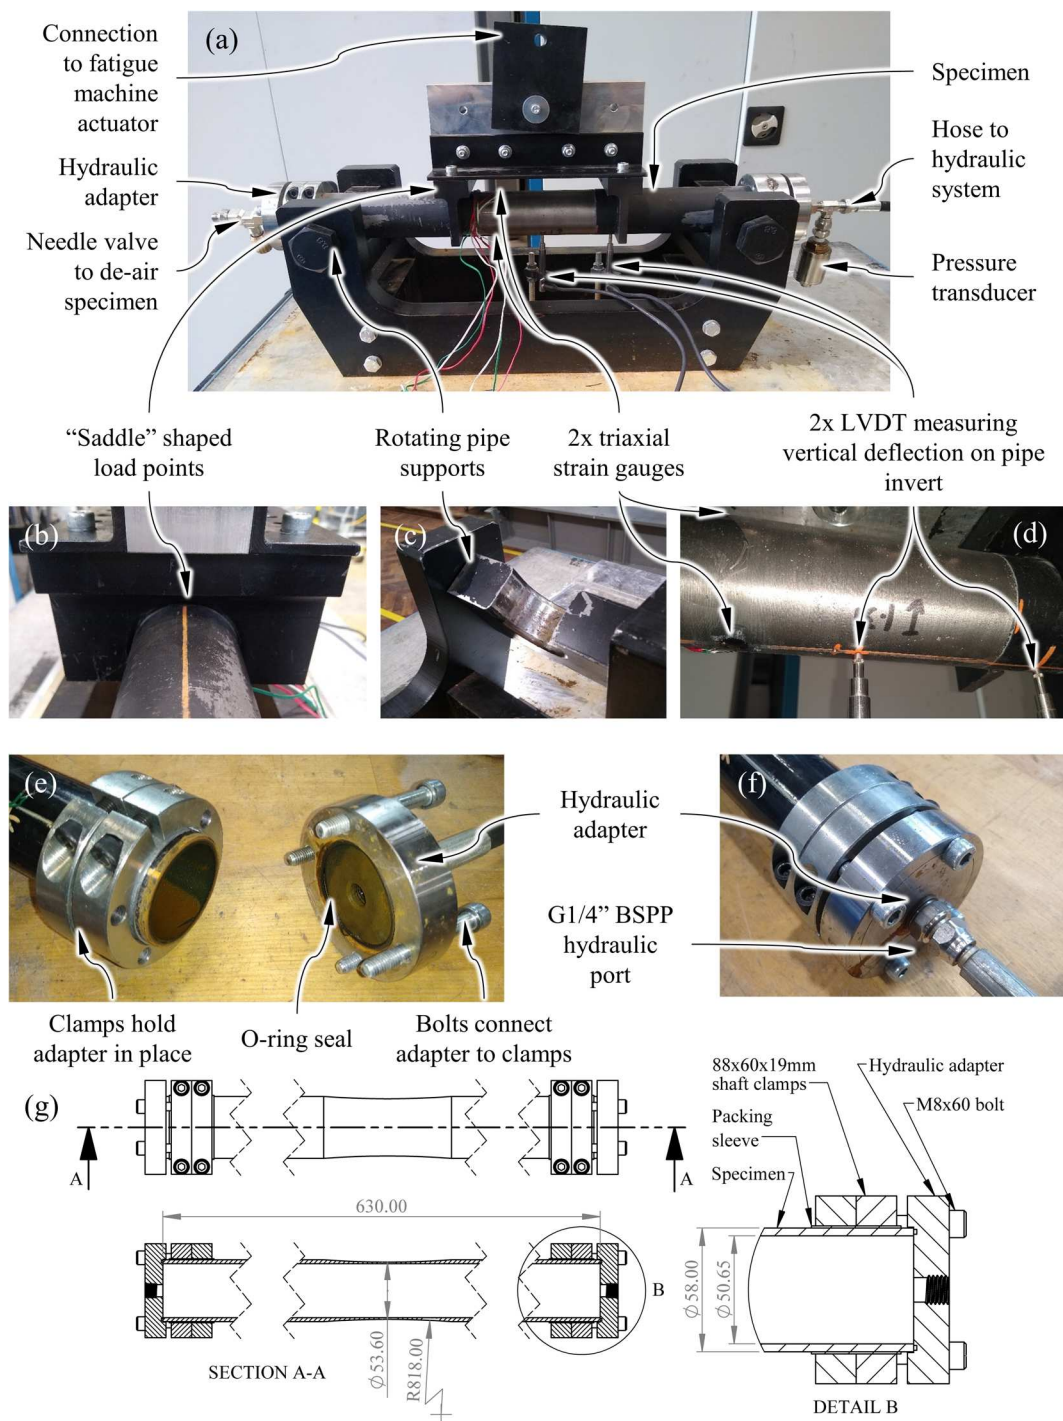 (a)
Connection
to fatigue
machine
actuator
Hydraulic
adapter
Needle valve
to de-air
specimen
Specimen
Hose to
hydraulic
system
Pressure
transducer
“Saddle” shaped
load points
Rotating pipe
supports
2x triaxial
strain gauges
2x LVDT measuring
vertical deflection on pipe
invert
(b)
(c)
(d)
(e)
(f)
Hydraulic
adapter
G1/4” BSPP
hydraulic
port
Clamps hold
adapter in place
O-ring seal
Bolts connect
adapter to clamps
(g)
A
A
630.00
B
Ø53.60
R818.00
SECTION A-A
88x60x19mm
shaft clamps
Packing
sleeve
Specimen
Hydraulic adapter
M8x60 bolt
Ø58.00
Ø50.65
DETAIL B